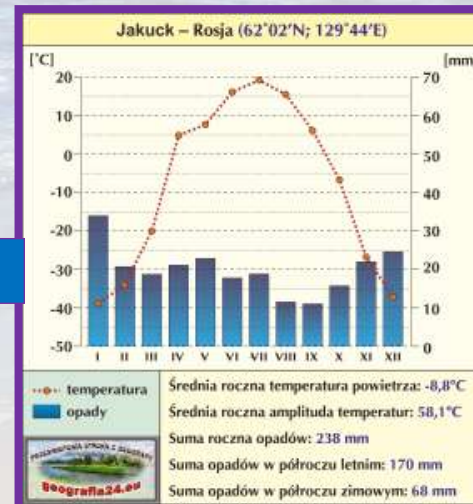 Jakuck – Rosja (62°02'N; 129°44'E)
[°C] [mm]
20 70
10 60
0 50
-10 40
-20 30
-30 20
-40 10
-50 0
I II III IV V VI VII VIII IX X XI XII
temperatura
opady
Średnia roczna temperatura powietrza: -8,8°C
Średnia roczna amplituda temperatur: 58,1°C
Suma roczna opadów: 238 mm
Suma opadów w półroczu letnim: 170 mm
Suma opadów w półroczu zimowym: 68 mm
Geografia24.eu